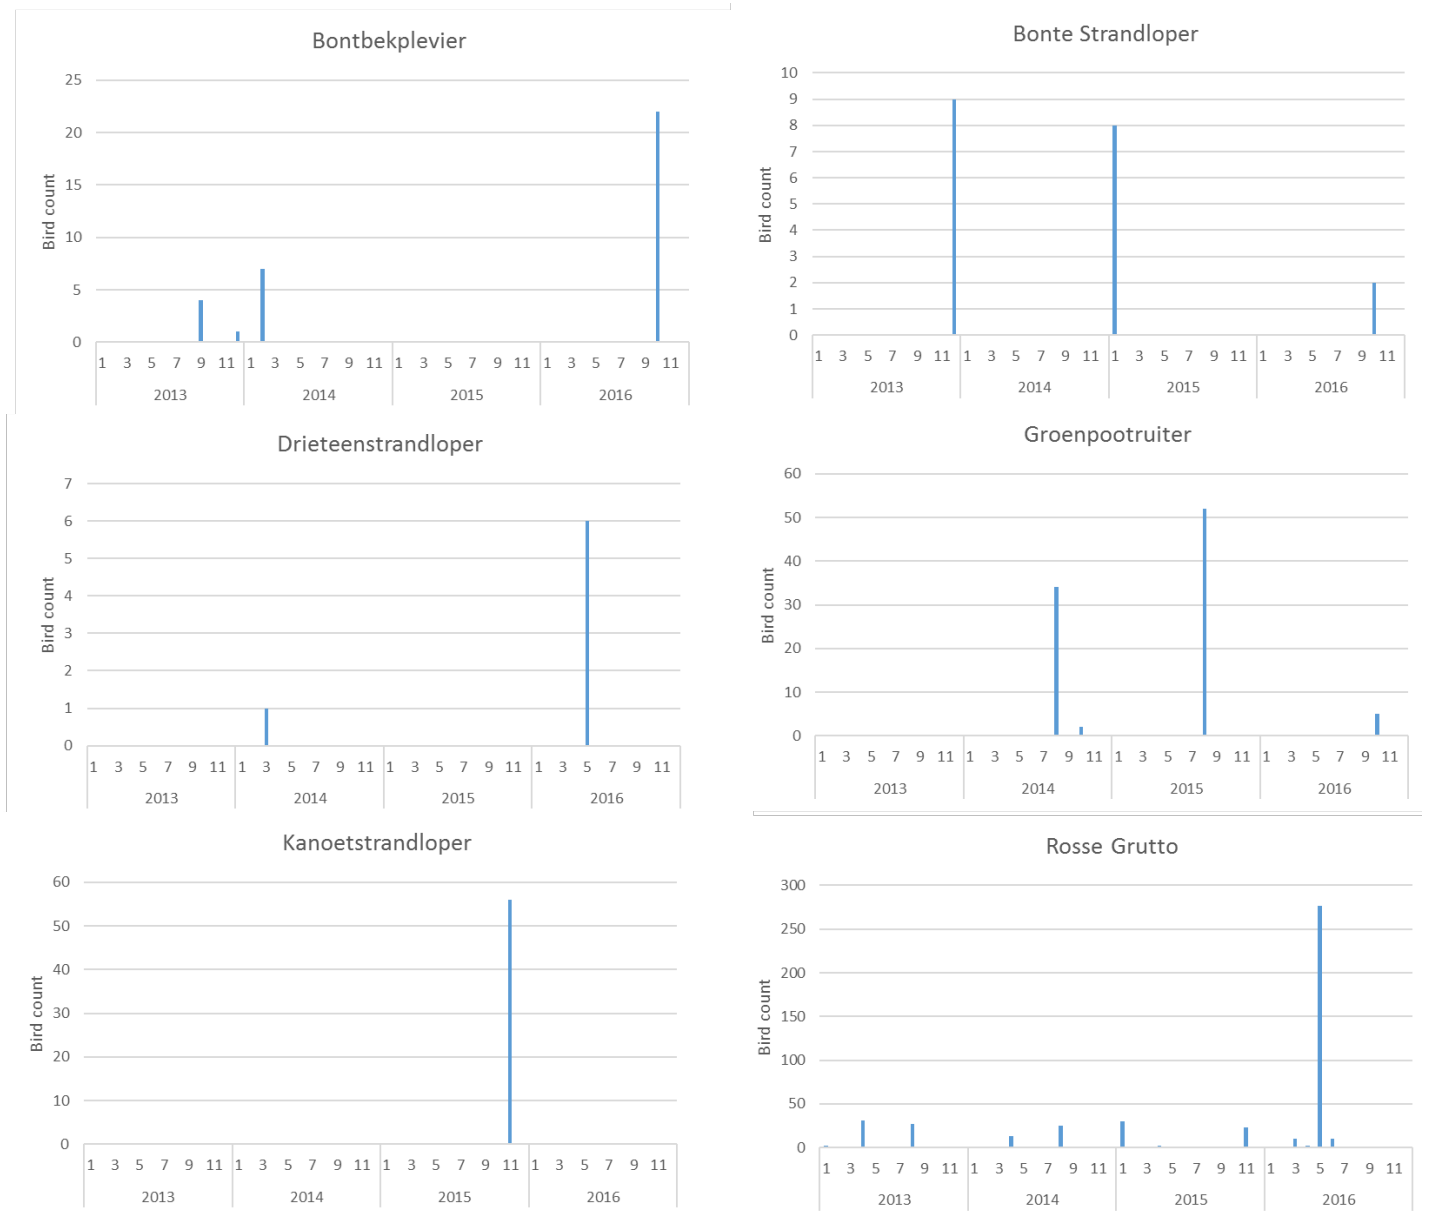 Bontbekplevier
25
20
15
10
5
0
Bird count
1 3 5 7 9 11 1 3 5 7 9 11 1 3 5 7 9 11 1 3 5 7 9 11
2013 2014 2015 2016
Bonte Strandloper
10
9
8
7
6
5
4
3
2
1
0
Bird count
1 3 5 7 9 11 1 3 5 7 9 11 1 3 5 7 9 11 1 3 5 7 9 11
2013 2014 2015 2016
Drieteenstrandloper
7
6
5
4
3
2
1
0
Bird count
1 3 5 7 9 11 1 3 5 7 9 11 1 3 5 7 9 11 1 3 5 7 9 11
2013 2014 2015 2016
Groenpootruiter
60
50
40
30
20
10
0
Bird count
1 3 5 7 9 11 1 3 5 7 9 11 1 3 5 7 9 11 1 3 5 7 9 11
2013 2014 2015 2016
Kanoetstrandloper
60
50
40
30
20
10
0
Bird count
1 3 5 7 9 11 1 3 5 7 9 11 1 3 5 7 9 11 1 3 5 7 9 11
2013 2014 2015 2016
Rosse Grutto
300
250
200
150
100
50
0
Bird count
1 3 5 7 9 11 1 3 5 7 9 11 1 3 5 7 9 11 1 3 5 7 9 11
2013 2014 2015 2016